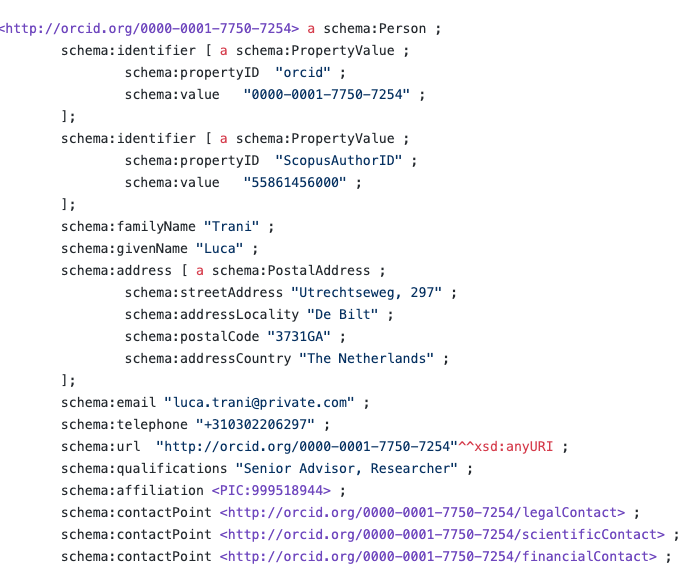 <http://orcid.org/0000-0001-7750-7254> a schema:Person ;
schema:identifier [ a schema:PropertyValue ;
schema:propertyID "orcid" ;
schema:value "0000-0001-7750-7254" ;
];
schema:identifier [ a schema:PropertyValue ;
schema:propertyID "ScopusAuthorID" ;
schema:value "55861456000" ;
];
schema:familyName "Trani" ;
schema:givenName "Luca" ;
schema:address [ a schema:PostalAddress ;
schema:streetAddress "Utrechtseweg, 297" ;
schema:addressLocality "De Bilt" ;
schema:postalCode "3731GA" ;
schema:addressCountry "The Netherlands" ;
];
schema:email "luca.trani@private.com" ;
schema:telephone "+310302206297" ;
schema:url "http://orcid.org/0000-0001-7750-7254"^^xsd:anyURI ;
schema:qualifications "Senior Advisor, Researcher" ;
schema:affiliation <PIC:999518944> ;
schema:contactPoint <http://orcid.org/0000-0001-7750-7254/legalContact> ;
schema:contactPoint <http://orcid.org/0000-0001-7750-7254/scientificContact> ;
schema:contactPoint <http://orcid.org/0000-0001-7750-7254/financialContact> ;